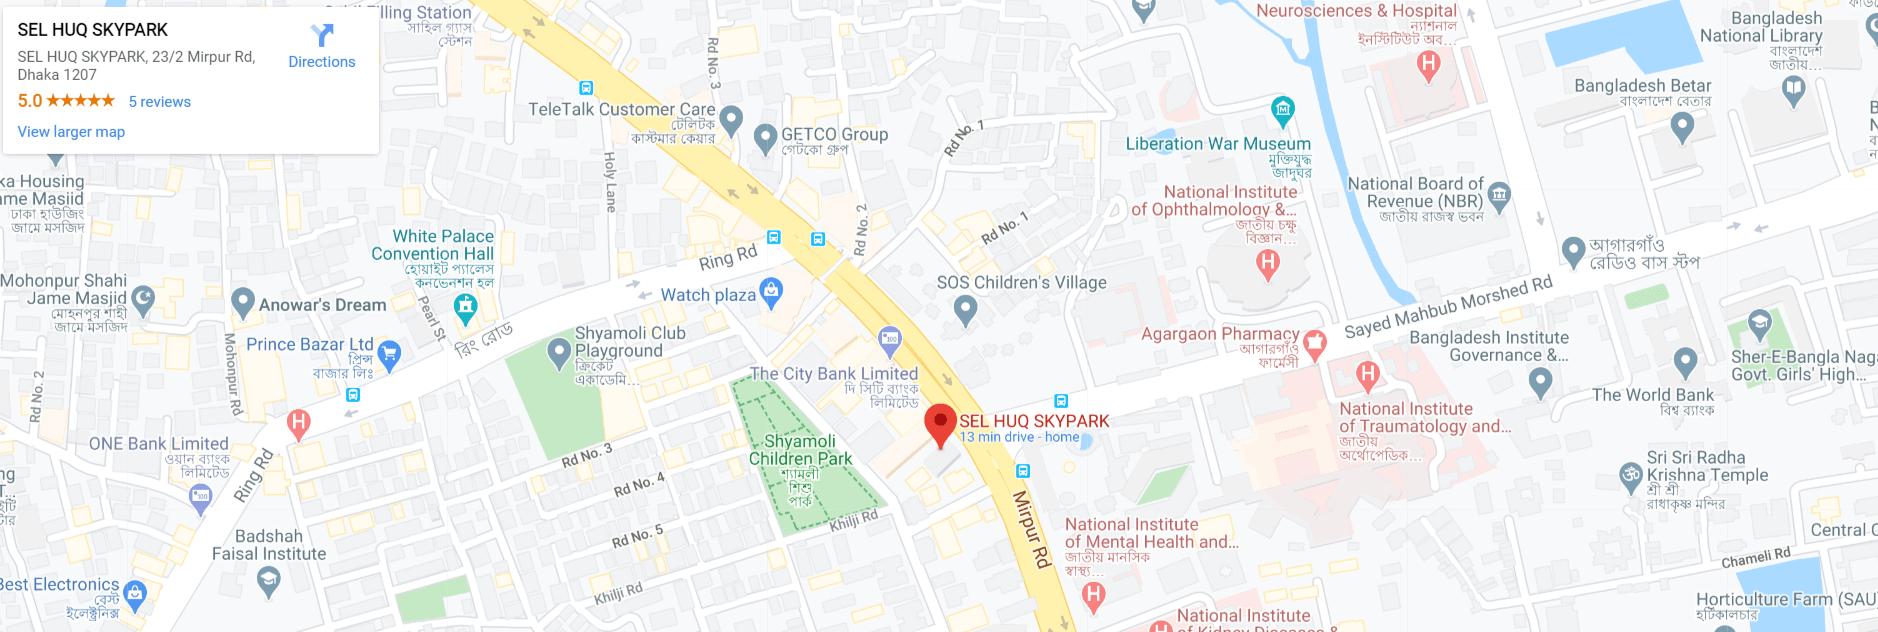 SEL HUQ SKYPARK
SEL HUQ SKYPARK, 23/2 Mirpur Rd,
Dhaka 1207
5.0
5 reviews
View larger map
Directions
Filling Station
সাহিল গ্যাস
স্টেশন
Rd No. 3
TeleTalk Customer Care
টেলিটক
কাস্টমার কেয়ার
GETCO Group
গেটকো গ্রুপ
Rd No. 1
Neurosciences & Hospital
ন্যাশনাল
ইনস্টিটিউট অব...
Bangladesh
National Library
বাংলাদেশ
জাতীয়...
Bangladesh Betar
বাংলাদেশ বেতার
Liberation War Museum
মুক্তিযুদ্ধ
জাদুঘর
National Institute
of Ophthalmology &...
জাতীয় চক্ষু
বিজ্ঞান...
National Board of
Revenue (NBR)
জাতীয় রাজস্ব ভবন
আগারগাঁও
রেডিও বাস স্টপ
ka Housing
ame Masjid
ঢাকা হাউজিং
জামে মসজিদ
Holy Lane
White Palace
Convention Hall
হোয়াইট প্যালেস
কনভেনশন হল
Ring Rd
Rd No. 2
Rd No. 1
Mohonpur Shahi
Jame Masjid
মোহনপুর শাহী
জামে মসজিদ
Anowar's Dream
Pearl St
রিং রোড
Watch plaza
SOS Children's Village
Sayed Mahbub Morshed Rd
Prince Bazar Ltd
প্রিন্স
বাজার লিঃ
Mohonpur Rd
Rd No. 2
Shyamoli Club
Playground
ক্রিকেট
একাডেমি...
The City Bank Limited
দি সিটি ব্যাংক
লিমিটেড
Agargaon Pharmacy
আগারগাঁও
ফার্মেসী
Bangladesh Institute
Governance &...
The World Bank
বিশ্ব ব্যাংক
Sher-E-Bangla Naga
Govt. Girls' High...
SEL HUQ SKYPARK
13 min drive - home
National Institute
of Traumatology and...
জাতীয়
অর্থোপেডিক...
ONE Bank Limited
ওয়ান ব্যাংক
লিমিটেড
Ring Rd
Rd No. 3
Rd No. 4
Rd No. 5
Shyamoli
Children Park
শ্যামলী
শিশু
পার্ক
Khilji Rd
Khilji Rd
Mirpur Rd
Sri Sri Radha
Krishna Temple
শ্রী শ্রী
রাধাকৃষ্ণ মন্দির
Badshah
Faisal Institute
National Institute
of Mental Health and...
জাতীয় মানসিক
স্বাস্থ্য...
Central
Chameli Rd
Best Electronics
বেস্ট
ইলেক্ট্রনিক্স
National Institute
of Kidney Diseases &
Horticulture Farm (SAU
হর্টিকালচার